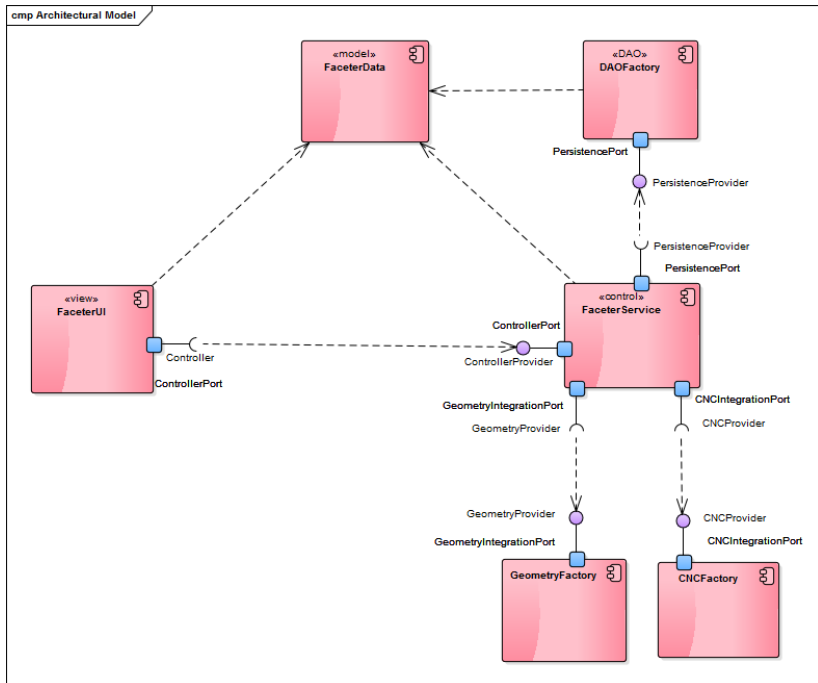 cmp Architectural Model
«model»
FaceterData
«DAO»
DAOFactory
PersistencePort
PersistenceProvider
PersistenceProvider
PersistencePort
«view»
FaceterUI
«control»
FaceterService
ControllerPort
Controller
ControllerProvider
ControllerPort
GeometryIntegrationPort
CNCIntegrationPort
GeometryProvider
CNCProvider
GeometryProvider
CNCProvider
GeometryIntegrationPort
CNCIntegrationPort
GeometryFactory
CNCFactory